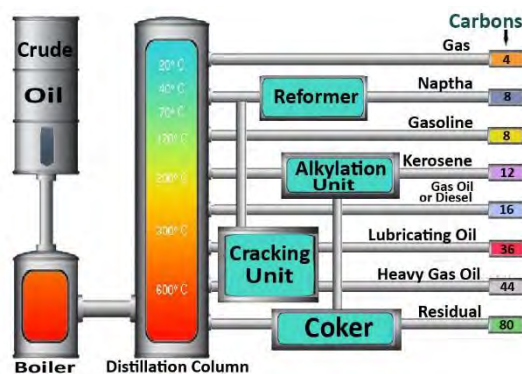 Carbons
Crude
Oil
Boiler
Distillation Column
20° C
40° C
70° C
120° C
200° C
300° C
600° C
Reformer
Alkylation
Unit
Cracking
Unit
Coker
Gas
4
Naptha
8
Gasoline
8
Kerosene
12
Gas Oil
or Diesel
16
Lubricating Oil
36
Heavy Gas Oil
44
Residual
80